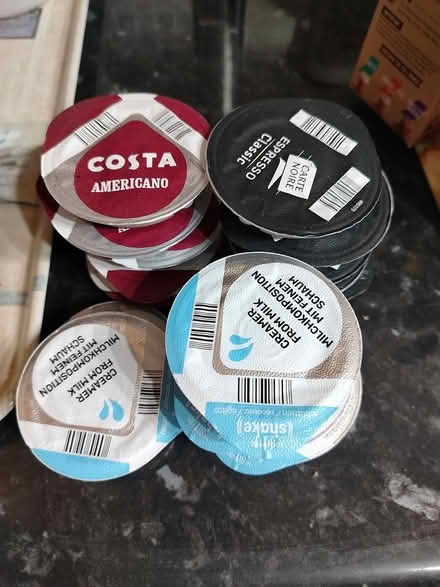 COSTA
AMERICANO
ESPRESSO
Classic
CARTE
NOIRE
CREAMER
FROM MILK
MILCHKOMPOSITION
MIT FEINEM
SCHAUM
CREAMER
FROM MILK
MILCHKOMPOSITION
MIT FEINEM
SCHAUM
shake